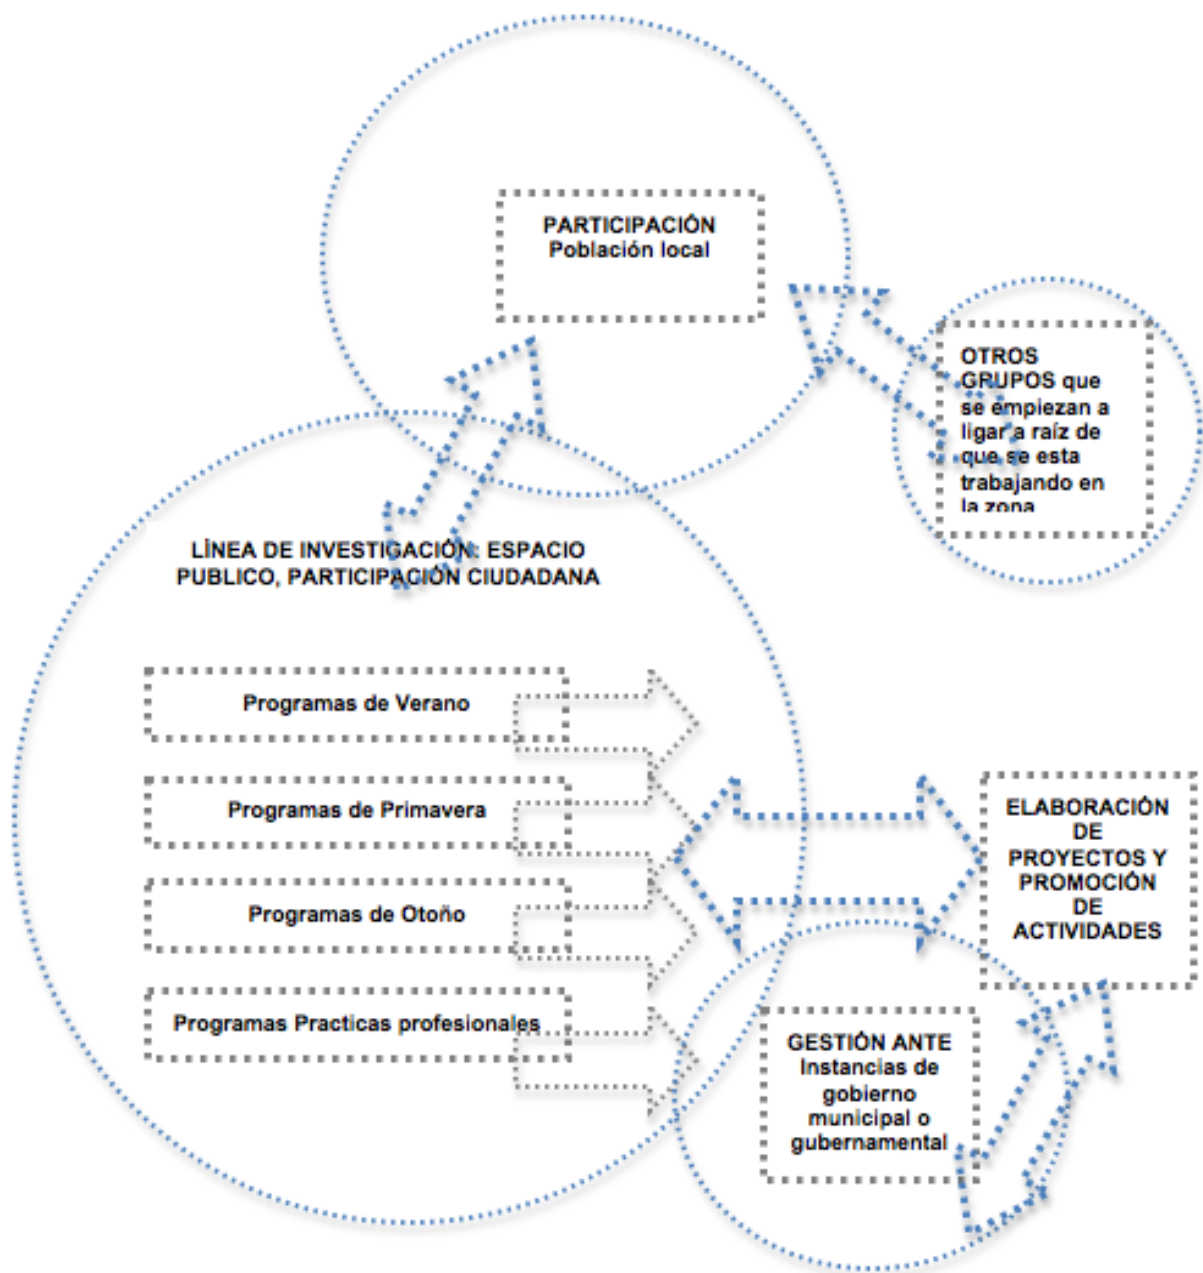 PARTICIPACIÓN
Población local
OTROS
GRUPOS que
se empiezan a
ligar a raíz de
que se esta
trabajando en
la zona
LÍNEA DE INVESTIGACIÓN: ESPACIO
PUBLICO, PARTICIPACIÓN CIUDADANA
Programas de Verano
Programas de Primavera
Programas de Otoño
Programas Practicas profesionales
ELABORACIÓN
DE
PROYECTOS Y
PROMOCIÓN
DE
ACTIVIDADES
GESTIÓN ANTE
Instancias de
gobierno
municipal o
gubernamental